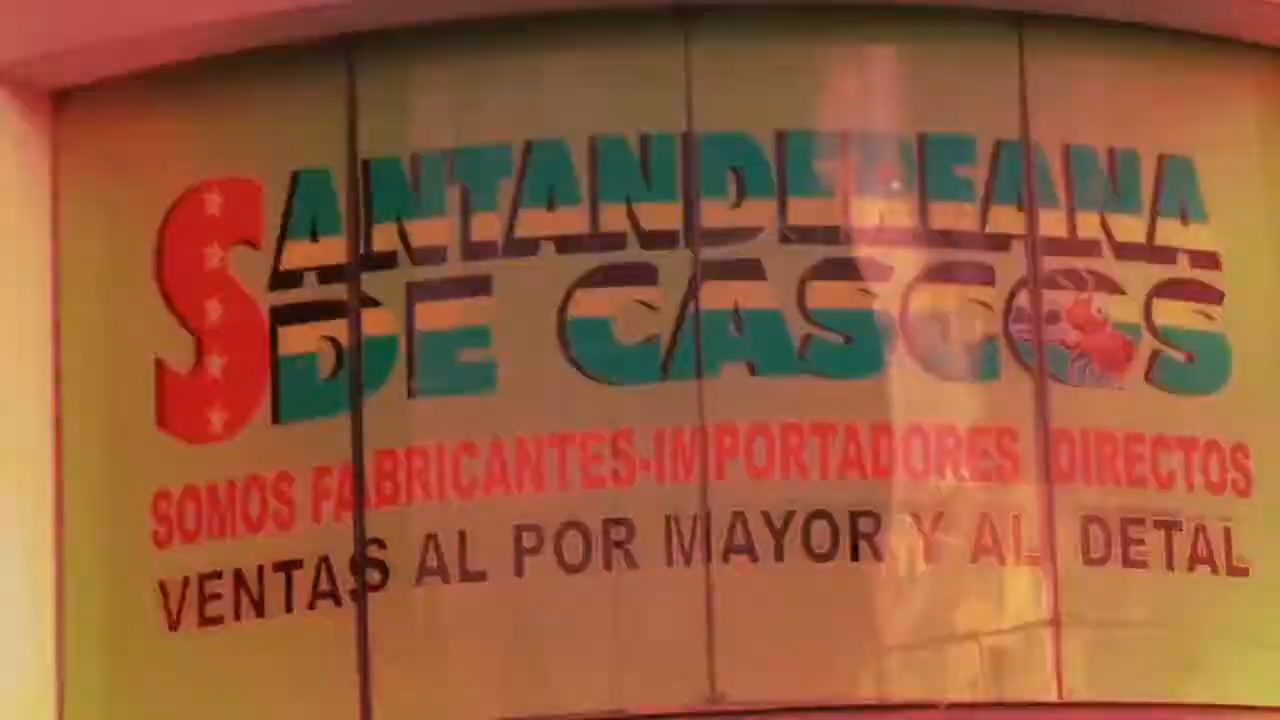 SANTANDEREANA
DE CASCOS
SOMOS FABRICANTES-IMPORTADORES DIRECTOS
VENTAS AL POR MAYOR Y AL DETAL